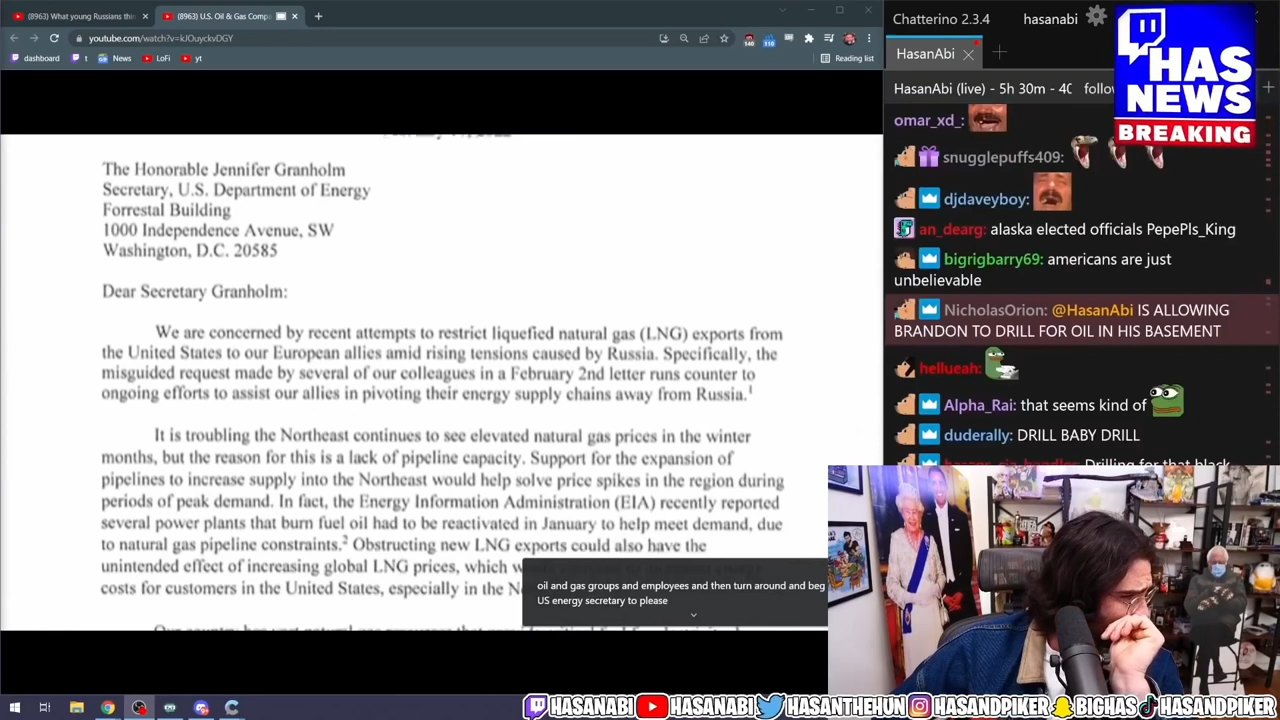 (8963) What young Russians thin
(8963) U.S. Oil & Gas Compa
youtube.com/watch?v=kJOuyckvDGY
140
110
dashboard
t
News
LoFi
yt
Reading list
The Honorable Jennifer Granholm
Secretary, U.S. Department of Energy
Forrestal Building
1000 Independence Avenue, SW
Washington, D.C. 20585
Dear Secretary Granholm:
We are concerned by recent attempts to restrict liquefied natural gas (LNG) exports from
the United States to our European allies amid rising tensions caused by Russia. Specifically, the
misguided request made by several of our colleagues in a February 2nd letter runs counter to
ongoing efforts to assist our allies in pivoting their energy supply chains away from Russia.1
It is troubling the Northeast continues to see elevated natural gas prices in the winter
months, but the reason for this is a lack of pipeline capacity. Support for the expansion of
pipelines to increase supply into the Northeast would help solve price spikes in the region during
periods of peak demand. In fact, the Energy Information Administration (EIA) recently reported
several power plants that burn fuel oil had to be reactivated in January to help meet demand, due
to natural gas pipeline constraints.2 Obstructing new LNG exports could also have the
unintended effect of increasing global LNG prices, which
costs for customers in the United States, especially in the
oil and gas groups and employees and then turn around and beg
US energy secretary to please
Chatterino 2.3.4
hasanabi
HasanAbi
HasanAbi (live) - 5h 30m - 40
HAS
NEWS
BREAKING
omar_xd_:
snugglepuffs409:
djdaveyboy:
an_dearg: alaska elected officials PepePls_King
bigrigbarry69: americans are just
unbelievable
NicholasOrion: @HasanAbi IS ALLOWING
BRANDON TO DRILL FOR OIL IN HIS BASEMENT
hellueah:
Alpha_Rai: that seems kind of
duderally: DRILL BABY DRILL
Drilling for that black
HASANABI
HASANABI
HASANTHEHUN
HASANDPIKER
BIGHAS
HASANDPIKER